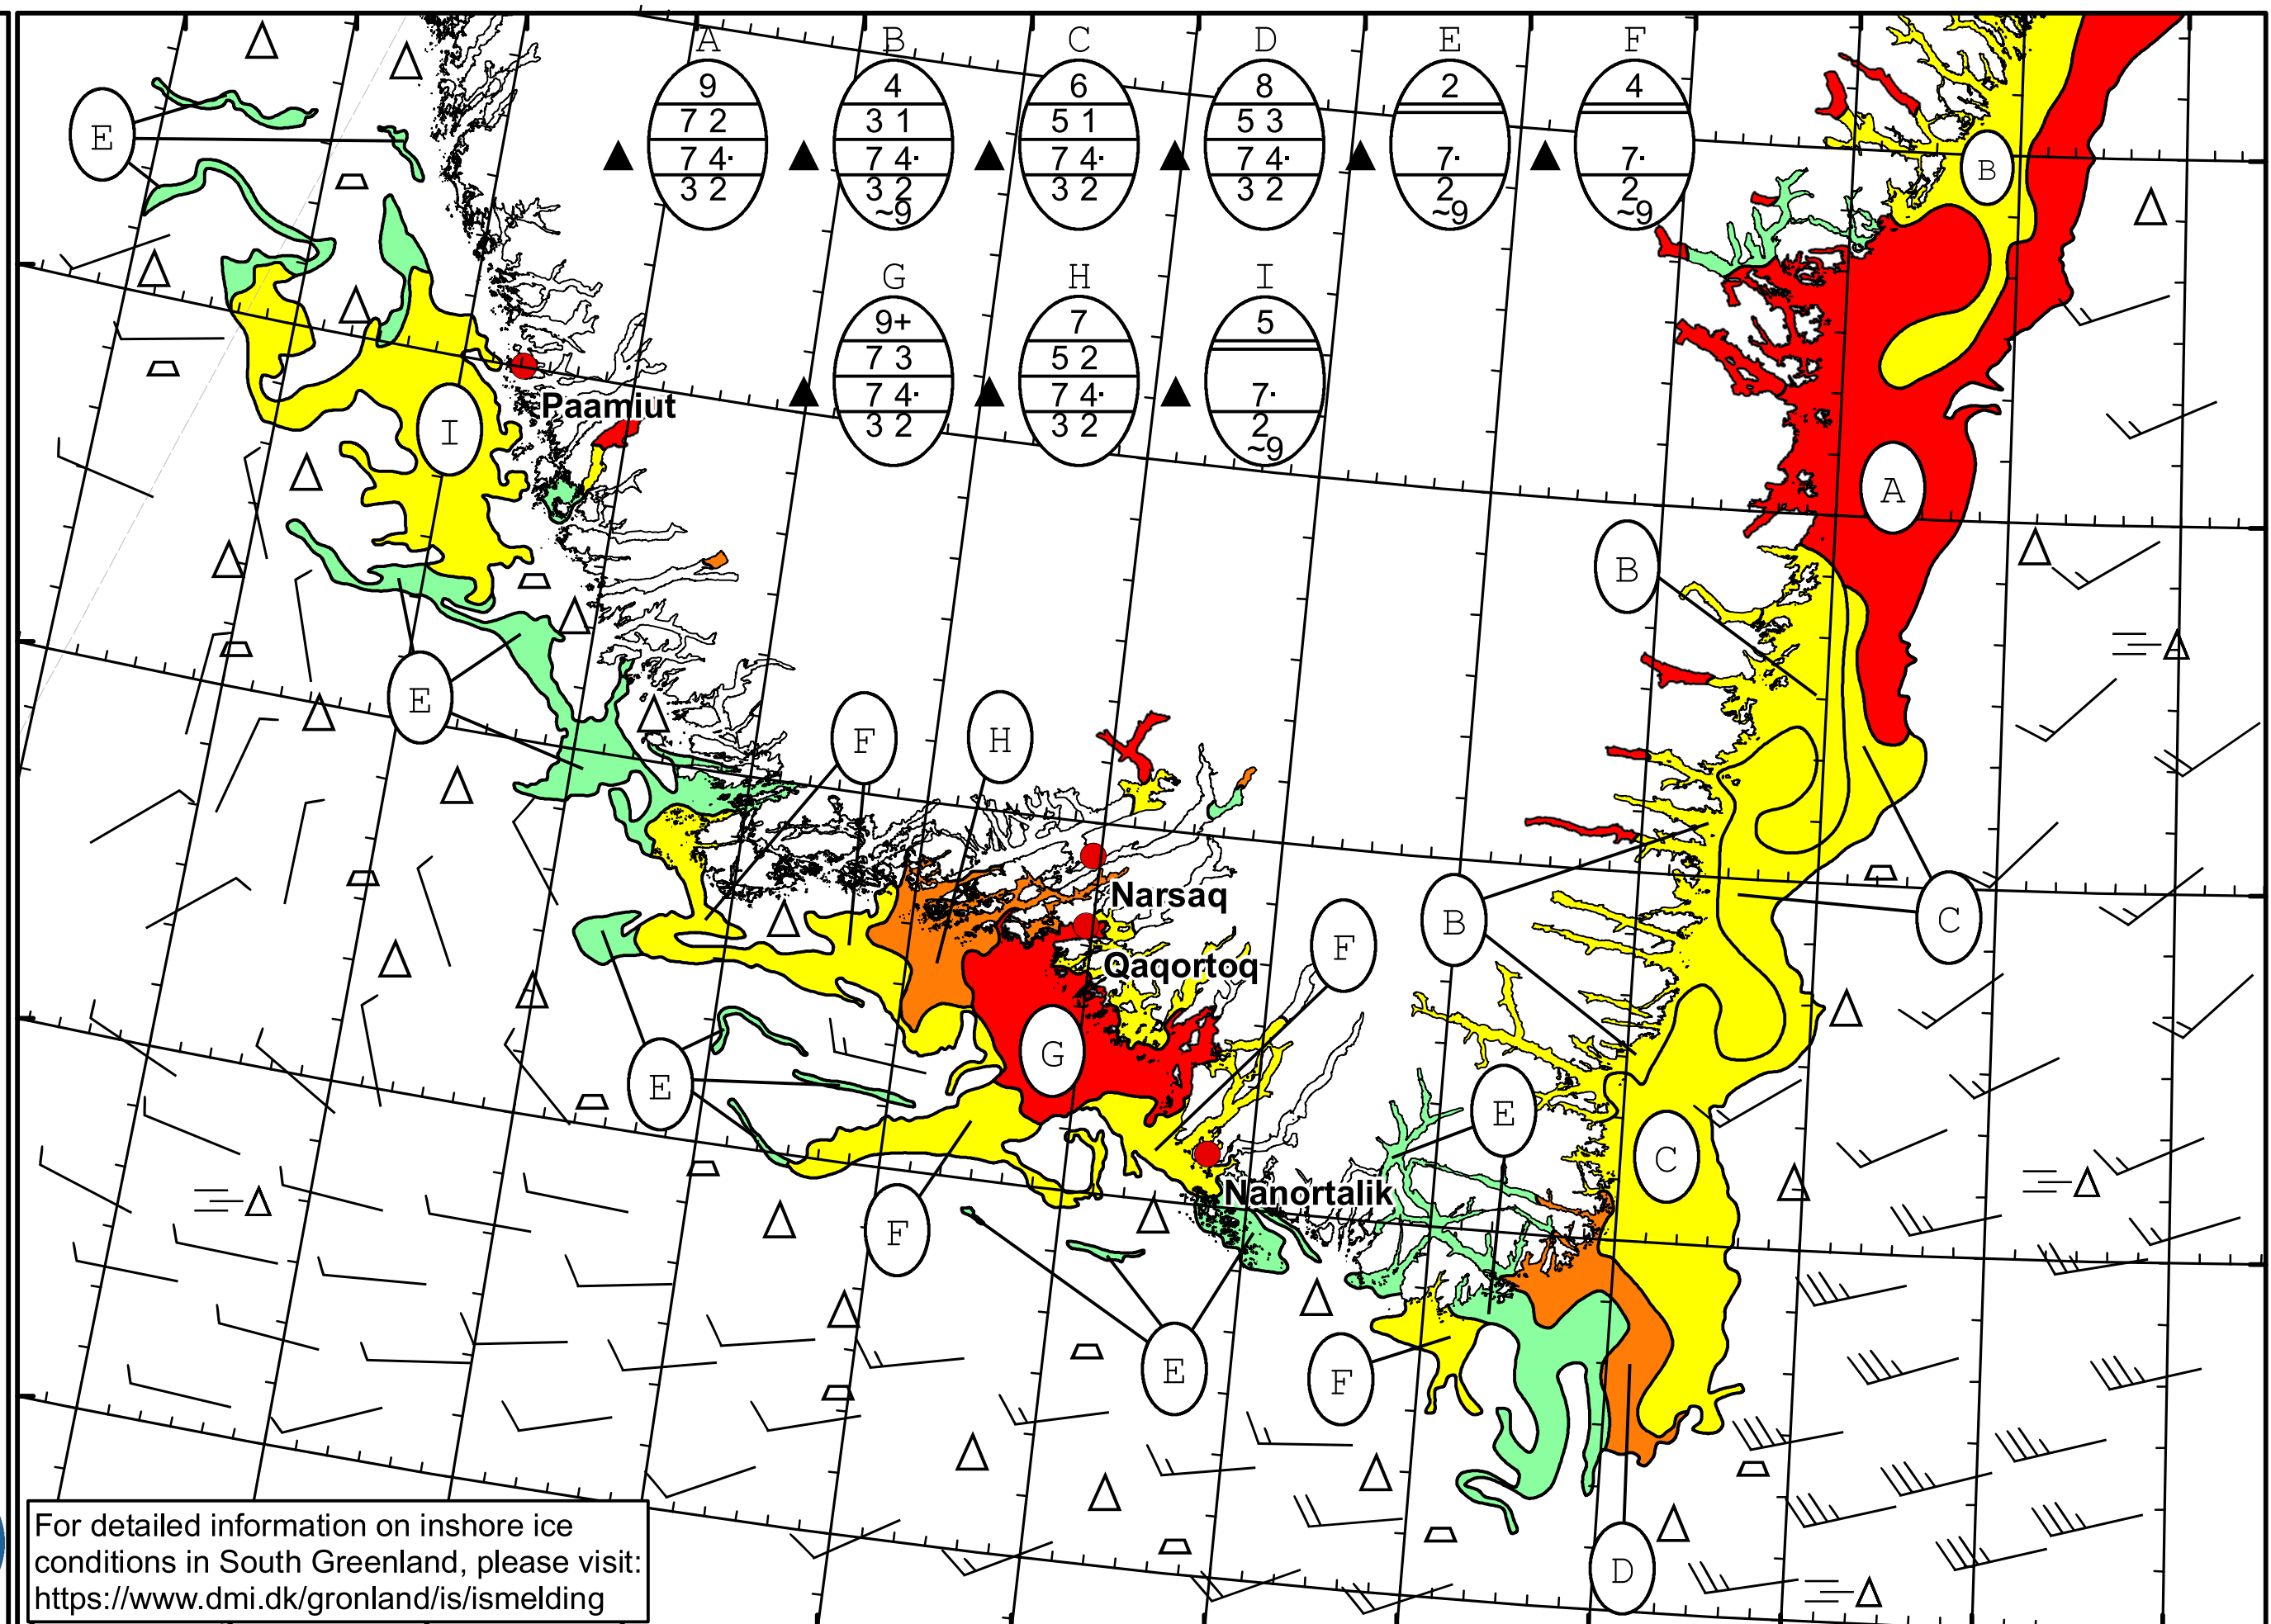 A B C D E F
9 4 6 8 2 4
7 2 3 1 5 1 5 3
7 4· 7 4· 7 4· 7 4· 7· 7·
3 2 3 2 3 2 3 2 2 2
~9 ~9 ~9
G H I
9+ 7 5
7 3 5 2
7 4· 7 4· 7·
3 2 3 2 2
~9
E
B
Paamiut
I
A
B
E
F H
Narsaq
B C
F
Qaqortoq
G
E
E
C
Nanortalik
F
E
F
D
For detailed information on inshore ice
conditions in South Greenland, please visit:
https://www.dmi.dk/gronland/is/ismelding